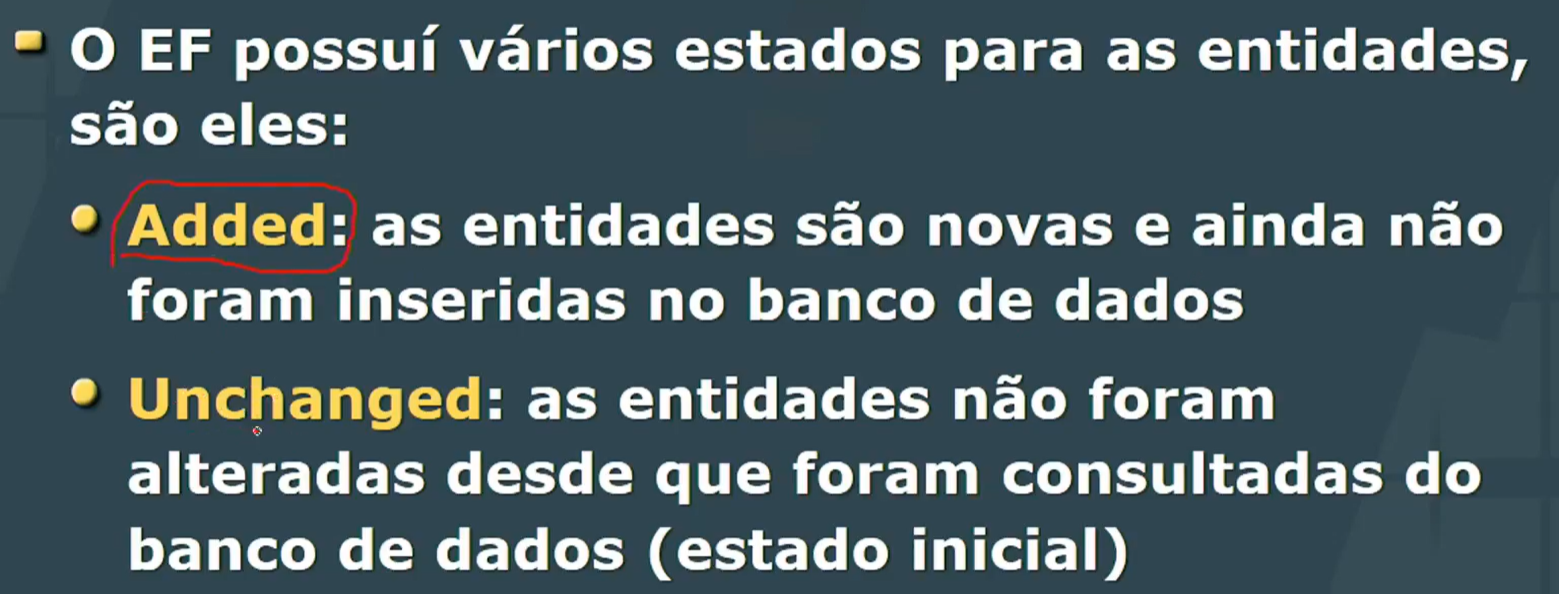 O EF possuí vários estados para as entidades,
são eles:
Added: as entidades são novas e ainda não
foram inseridas no banco de dados
Unchanged: as entidades não foram
alteradas desde que foram consultadas do
banco de dados (estado inicial)